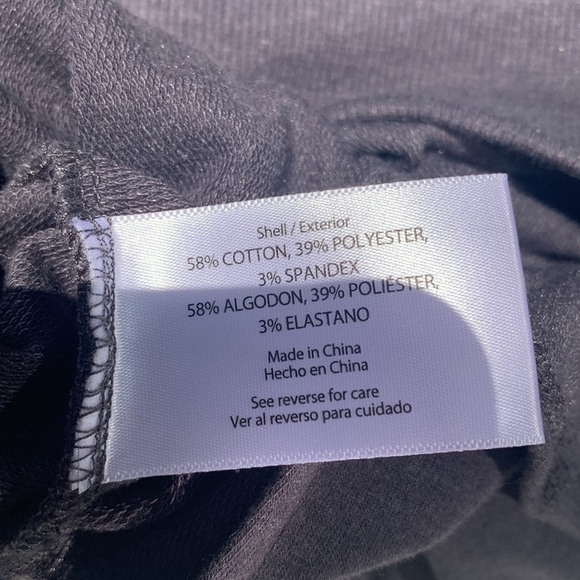 Shell / Exterior
58% COTTON, 39% POLYESTER,
3% SPANDEX
58% ALGODON, 39% POLIÉSTER,
3% ELASTANO
Made in China
Hecho en China
See reverse for care
Ver al reverso para cuidado